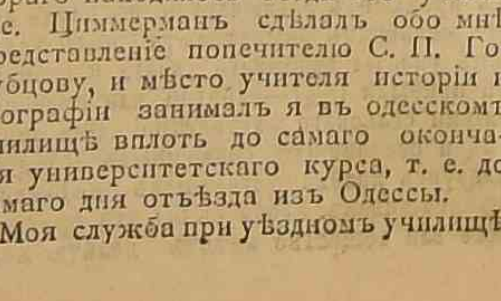 е. Циммерманъ сдѣлалъ обо мнѣ
редставленіе попечителю С. П. Го-
убцову, и мѣсто учителя исторіи и
ографіи занималъ я въ одесскомъ
илищѣ вплоть до самаго оконча-
я университетскаго курса, т. е. до
маго дня отъѣзда изъ Одессы.
Моя служба при уѣздномъ училищѣ